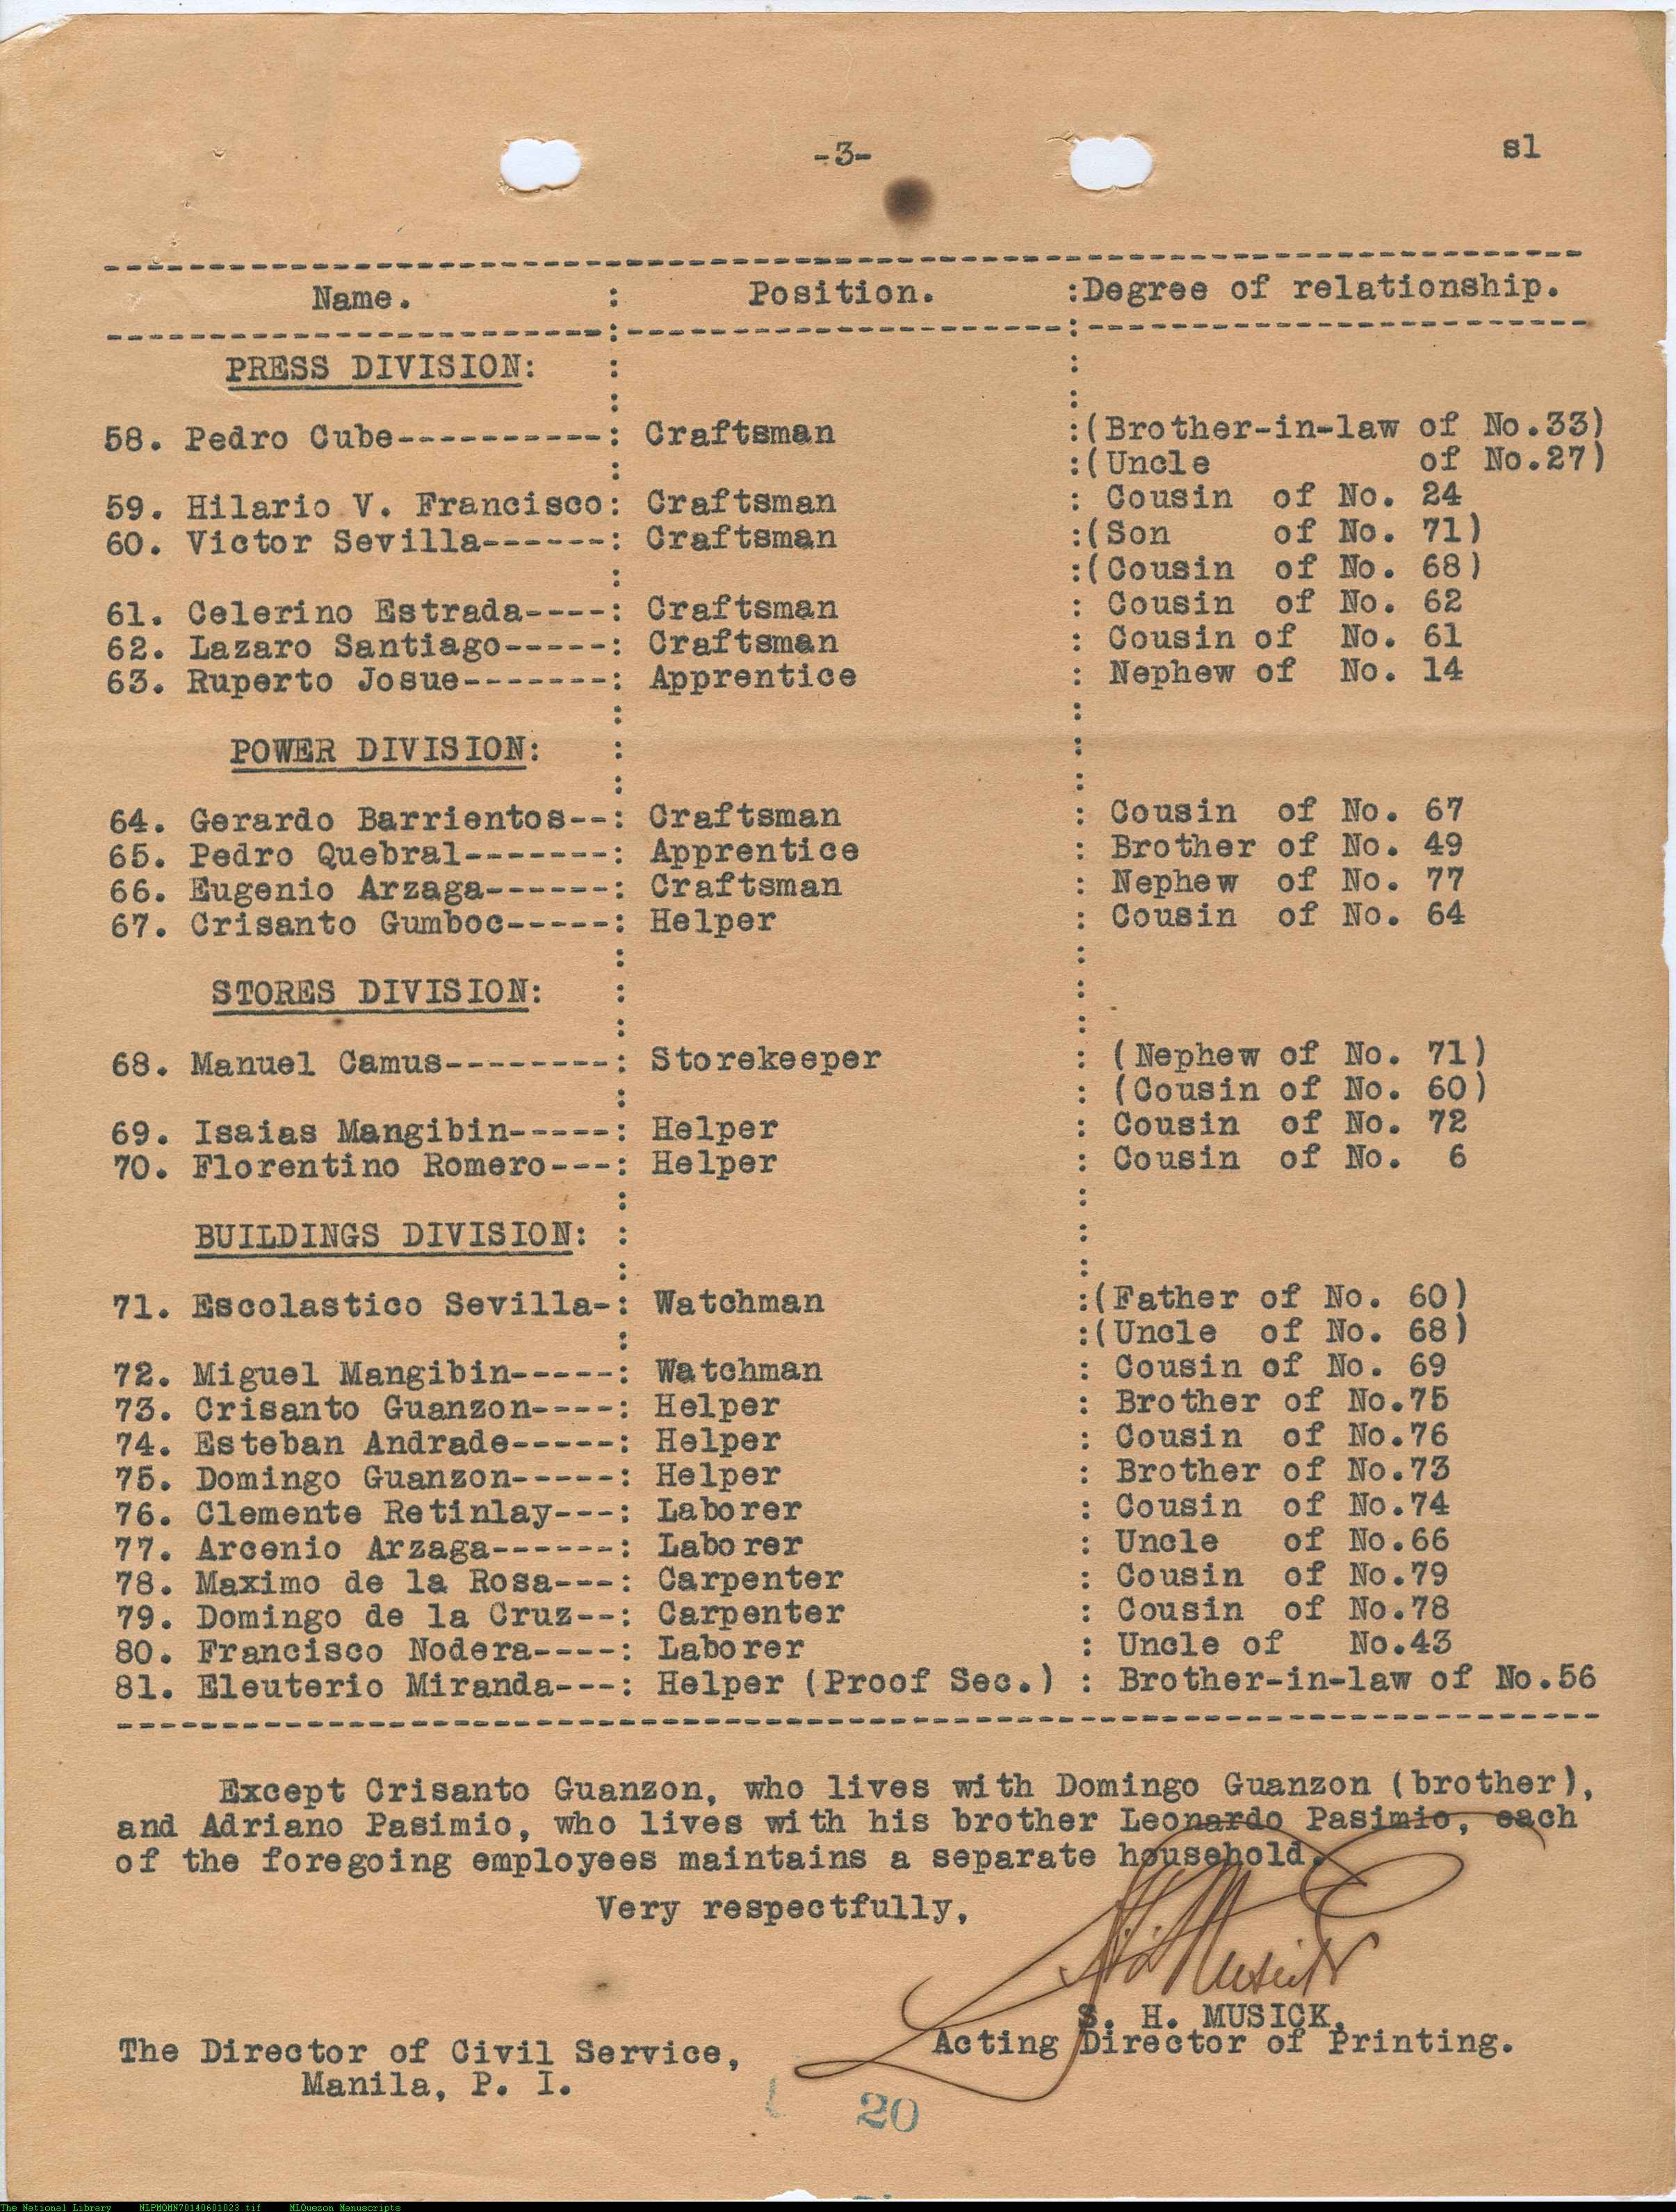 -3- sl
Name. : Position. :Degree of relationship.
PRESS DIVISION:
58. Pedro Cube----------: Craftsman :(Brother-in-law of No.33)
:(Uncle of No.27)
59. Hilario V. Francisco: Craftsman : Cousin of No. 24
60. Victor Sevilla------: Craftsman :(Son of No. 71)
:(Cousin of No. 68)
61. Celerino Estrada----: Craftsman : Cousin of No. 62
62. Lazaro Santiago-----: Craftsman : Cousin of No. 61
63. Ruperto Josue-------: Apprentice : Nephew of No. 14
POWER DIVISION:
64. Gerardo Barrientos--: Craftsman : Cousin of No. 67
65. Pedro Quebral-------: Apprentice : Brother of No. 49
66. Eugenio Arzaga------: Craftsman : Nephew of No. 77
67. Crisanto Gumboc-----: Helper : Cousin of No. 64
STORES DIVISION:
68. Manuel Camus--------: Storekeeper : (Nephew of No. 71)
: (Cousin of No. 60)
69. Isaias Mangibin-----: Helper : Cousin of No. 72
70. Florentino Romero---: Helper : Cousin of No. 6
BUILDINGS DIVISION:
71. Escolastico Sevilla-: Watchman :(Father of No. 60)
:(Uncle of No. 68)
72. Miguel Mangibin-----: Watchman : Cousin of No. 69
73. Crisanto Guanzon----: Helper : Brother of No.75
74. Esteban Andrade-----: Helper : Cousin of No.76
75. Domingo Guanzon-----: Helper : Brother of No.73
76. Clemente Retinlay---: Laborer : Cousin of No.74
77. Arcenio Arzaga------: Laborer : Uncle of No.66
78. Maximo de la Rosa---: Carpenter : Cousin of No.79
79. Domingo de la Cruz--: Carpenter : Cousin of No.78
80. Francisco Nodera----: Laborer : Uncle of No.43
81. Eleuterio Miranda---: Helper (Proof Sec.) : Brother-in-law of No.56
Except Crisanto Guanzon, who lives with Domingo Guanzon (brother),
and Adriano Pasimio, who lives with his brother Leonardo Pasimio, each
of the foregoing employees maintains a separate household.
Very respectfully,
S. H. Musick
S. H. MUSICK,
Acting Director of Printing.
The Director of Civil Service,
Manila, P. I.
20
The National Library NLPMQMN70140601023.tif MLQuezon Manuscripts